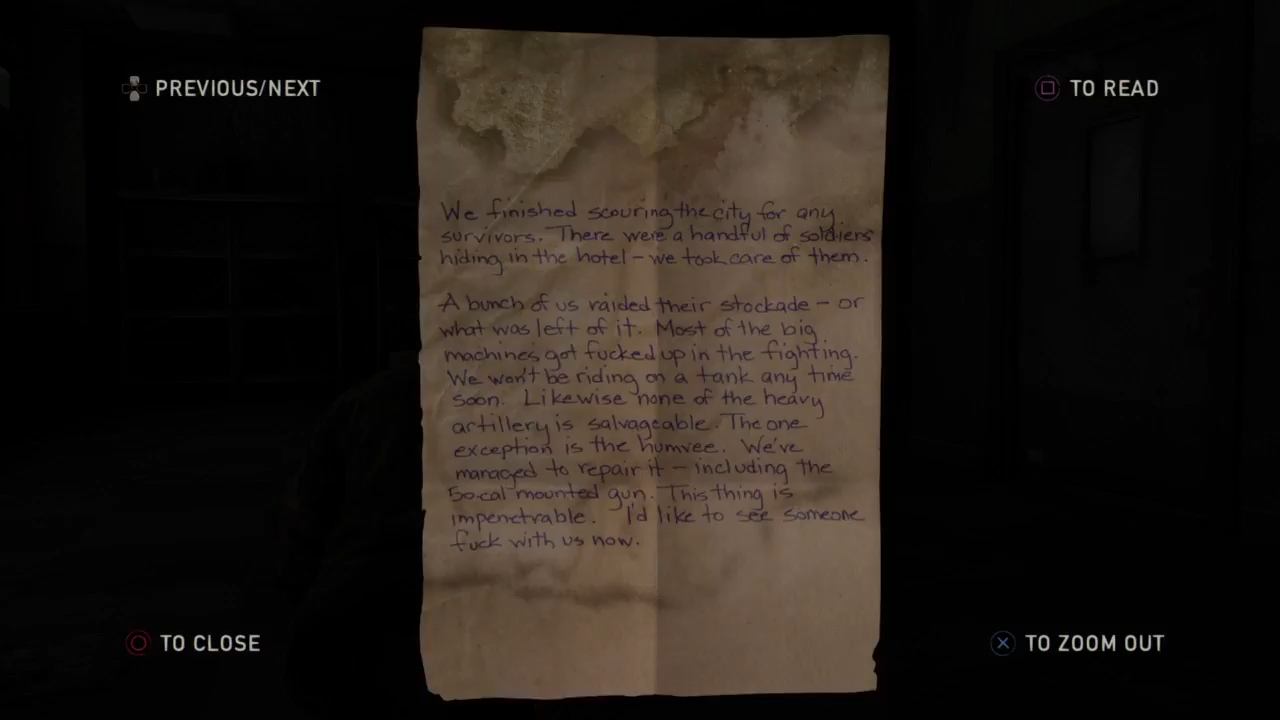 PREVIOUS/NEXT
TO READ
We finished scouring the city for any
survivors. There were a handful of soldiers
hiding in the hotel – we took care of them.
A bunch of us raided their stockade – or
what was left of it. Most of the big
machines got fucked up in the fighting.
We won't be riding on a tank any time
soon. Likewise none of the heavy
artillery is salvageable. The one
exception is the humvee. We've
managed to repair it – including the
50-cal mounted gun. This thing is
impenetrable. I'd like to see someone
fuck with us now.
TO CLOSE
TO ZOOM OUT